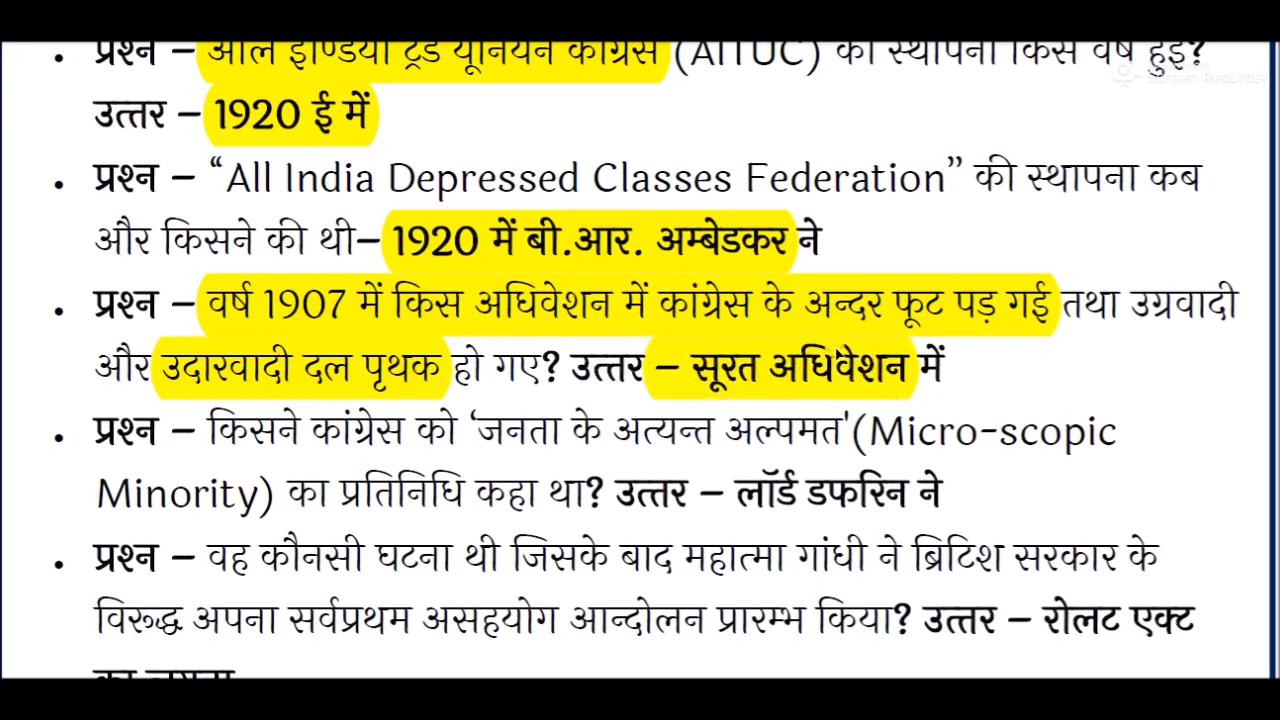 • प्रश्न – ऑल इण्डिया ट्रेड यूनियन कांग्रेस (AITUC) की स्थापना किस वर्ष हुई?
Screen Recorder
उत्तर – 1920 ई में
• प्रश्न – “All India Depressed Classes Federation” की स्थापना कब
और किसने की थी– 1920 में बी.आर. अम्बेडकर ने
• प्रश्न – वर्ष 1907 में किस अधिवेशन में कांग्रेस के अन्दर फूट पड़ गई तथा उग्रवादी
और उदारवादी दल पृथक हो गए? उत्तर – सूरत अधिवेशन में
• प्रश्न – किसने कांग्रेस को ‘जनता के अत्यन्त अल्पमत'(Micro-scopic
Minority) का प्रतिनिधि कहा था? उत्तर – लॉर्ड डफरिन ने
• प्रश्न – वह कौनसी घटना थी जिसके बाद महात्मा गांधी ने ब्रिटिश सरकार के
विरूद्ध अपना सर्वप्रथम असहयोग आन्दोलन प्रारम्भ किया? उत्तर – रोलट एक्ट